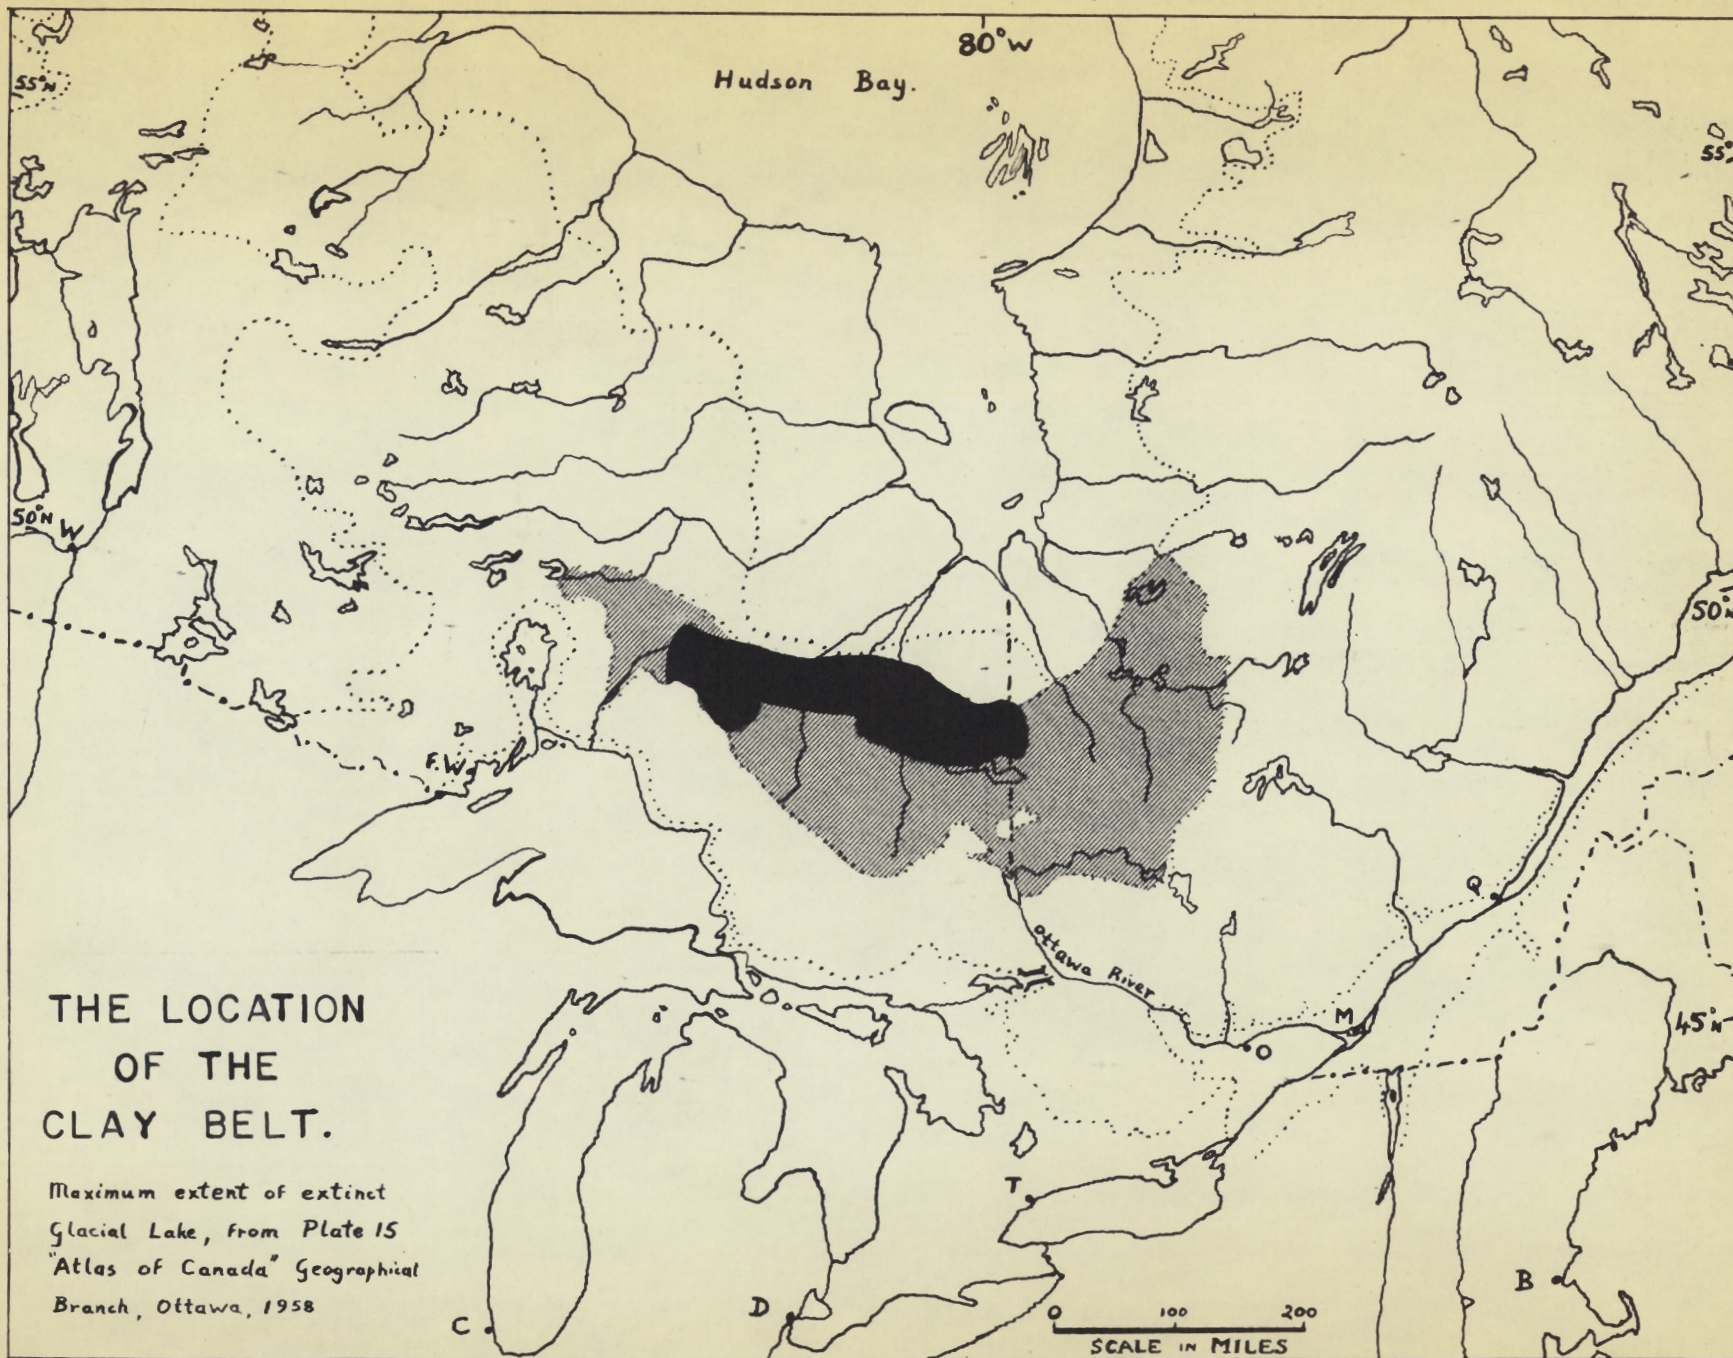 80°W
Hudson Bay.
55°N
55°
50°N
W
50°N
F.W.
Q
Ottawa River
M
O
45°N
THE LOCATION
OF THE
CLAY BELT.
Maximum extent of extinct
Glacial Lake, from Plate 15
"Atlas of Canada" Geographical
Branch, Ottawa, 1958
T
C
D
B
0 100 200
SCALE IN MILES